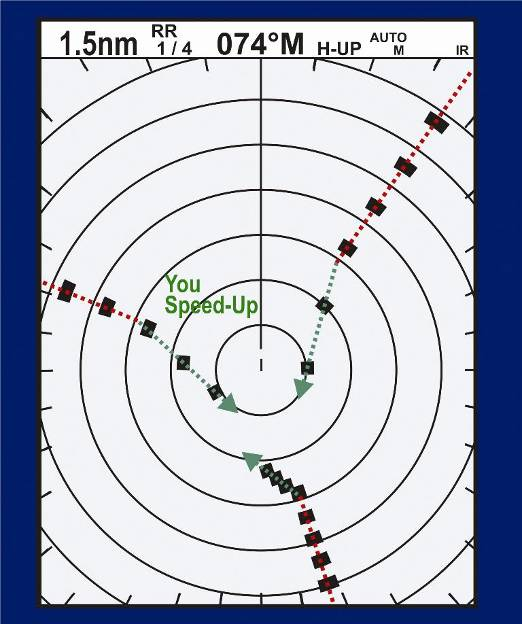 1.5nm RR 074°M H-UP AUTO IR
1 / 4 M
You
Speed-Up